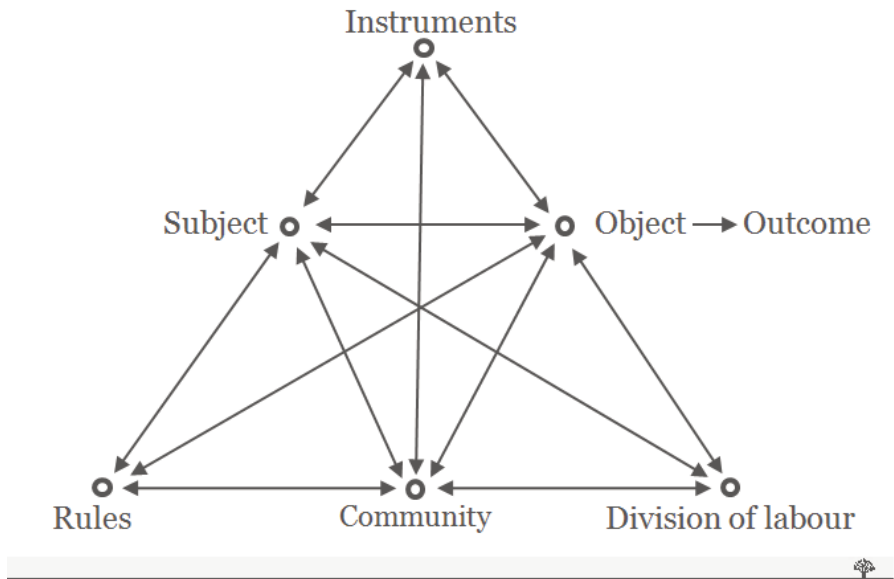 Instruments
Subject
Object
Outcome
Rules
Community
Division of labour